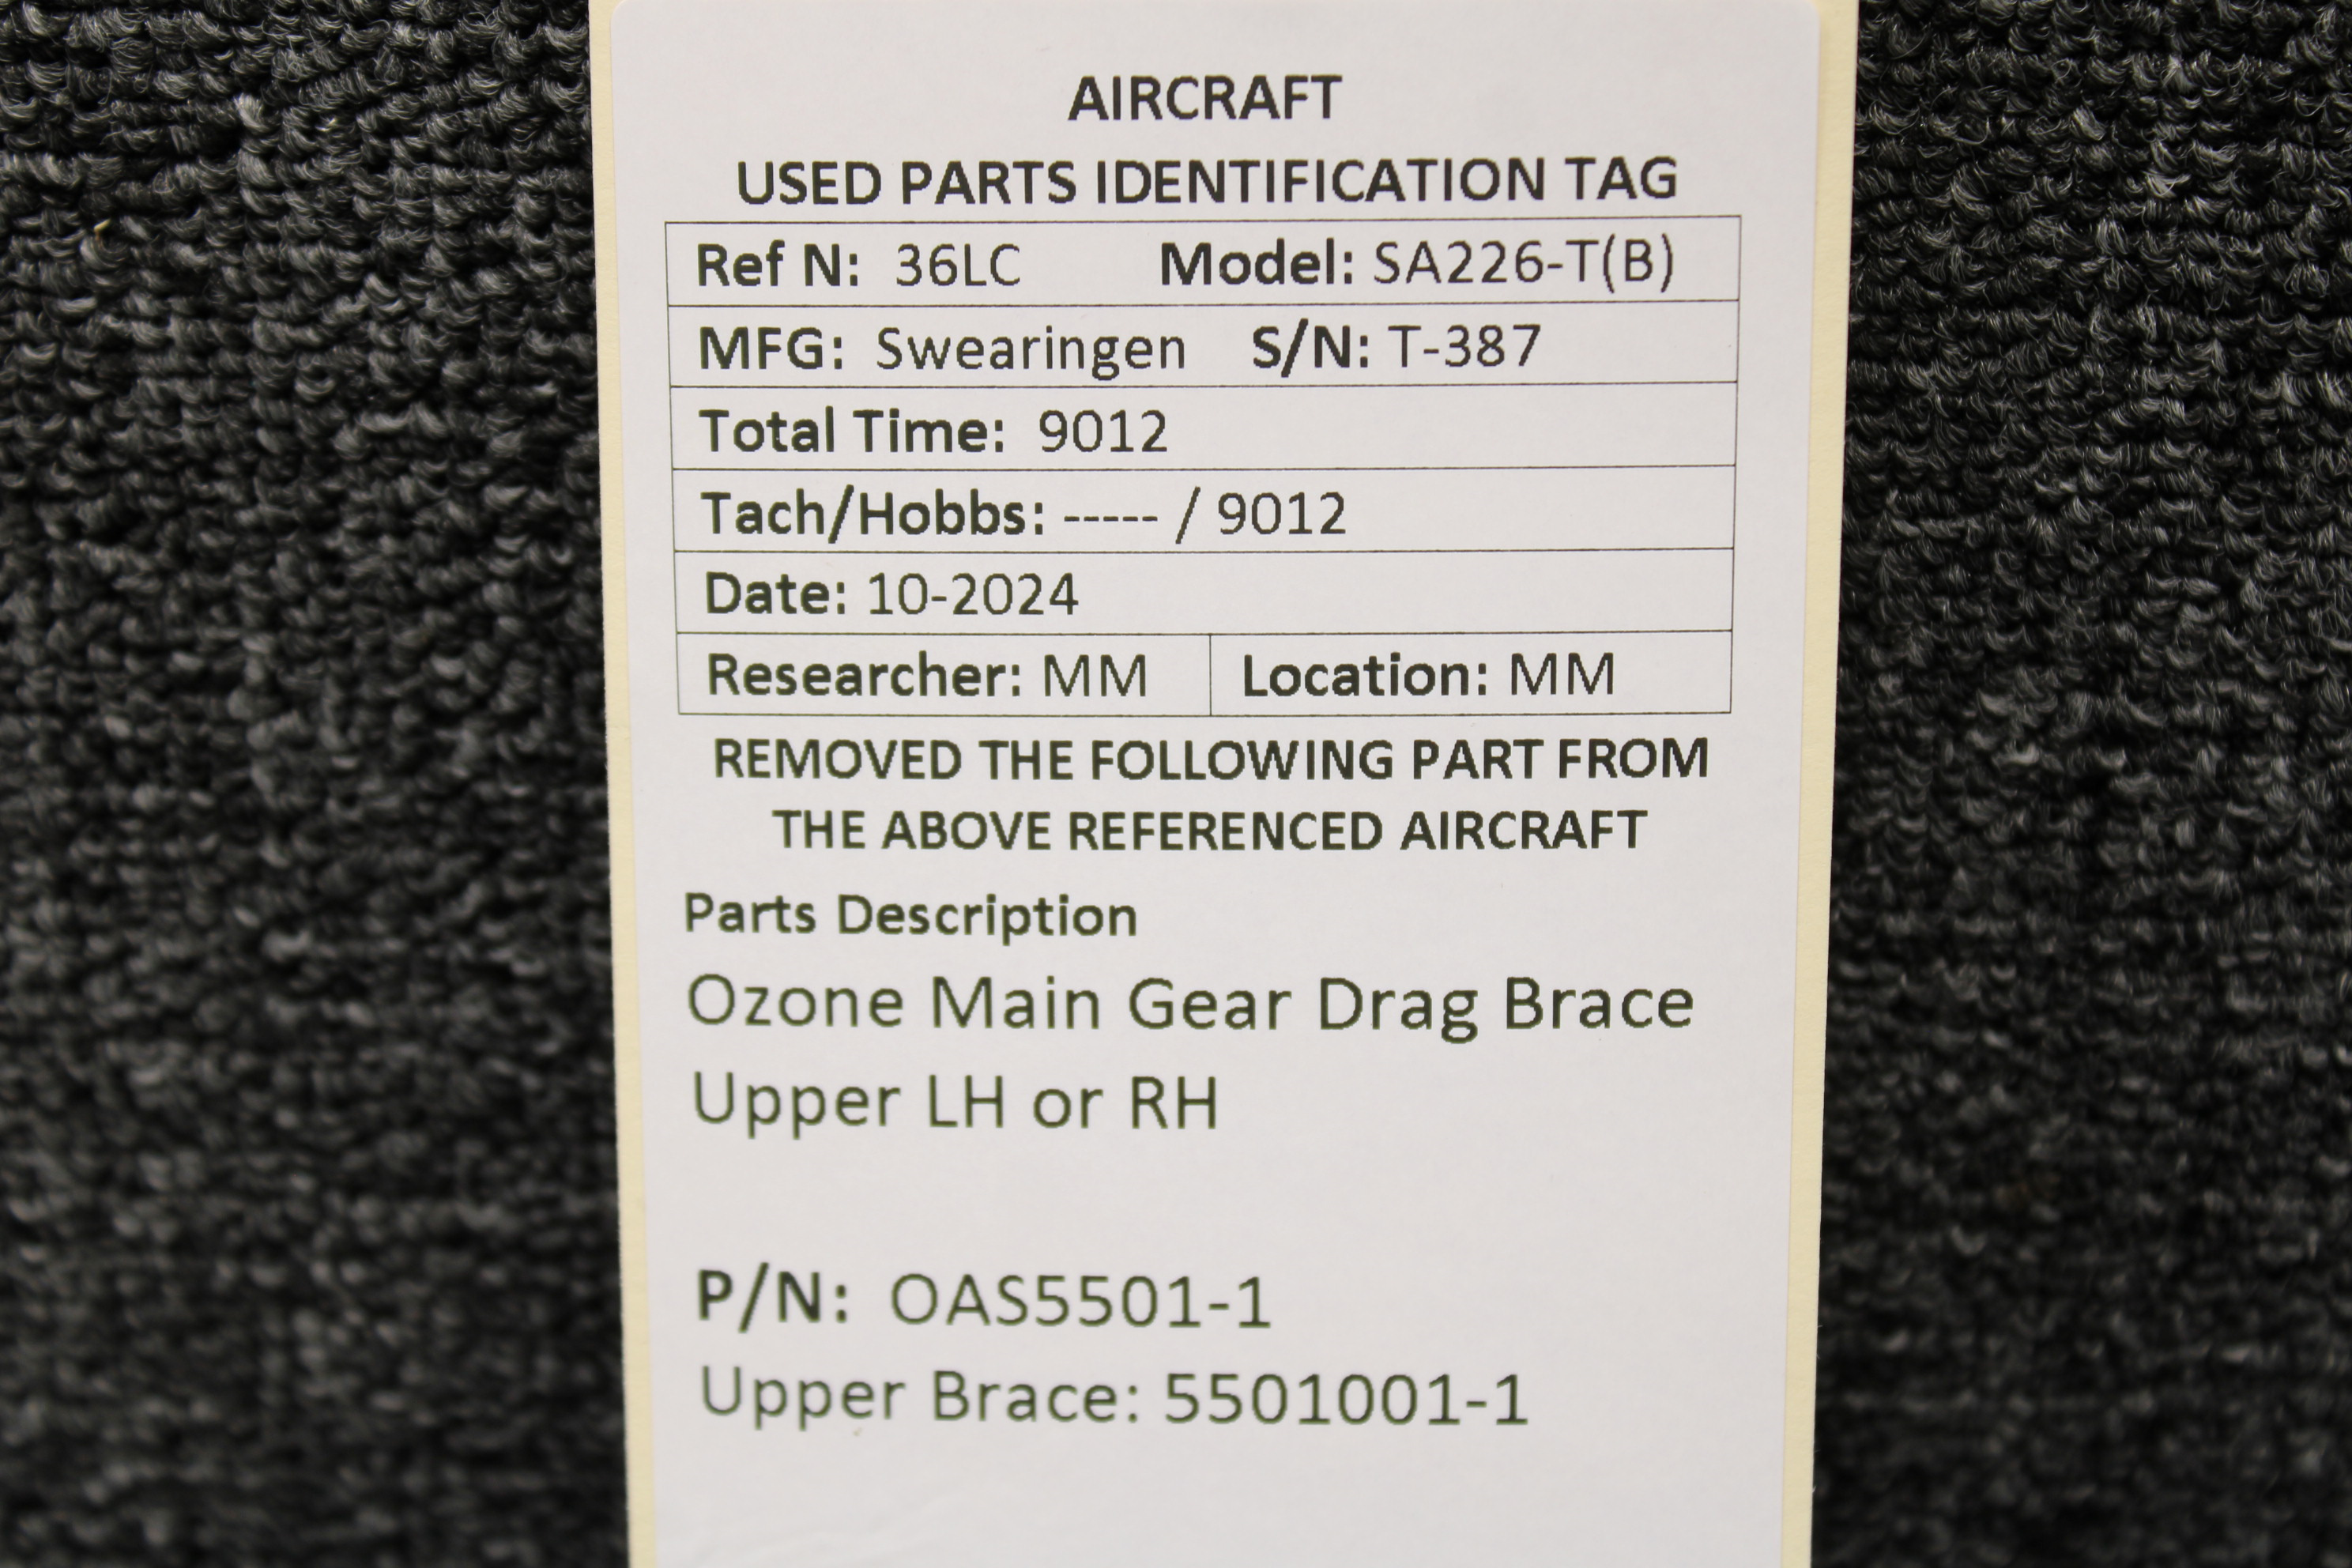 AIRCRAFT
USED PARTS IDENTIFICATION TAG
Ref N: 36LC Model: SA226-T(B)
MFG: Swearingen S/N: T-387
Total Time: 9012
Tach/Hobbs: ----- / 9012
Date: 10-2024
Researcher: MM Location: MM
REMOVED THE FOLLOWING PART FROM
THE ABOVE REFERENCED AIRCRAFT
Parts Description
Ozone Main Gear Drag Brace
Upper LH or RH
P/N: OAS5501-1
Upper Brace: 5501001-1